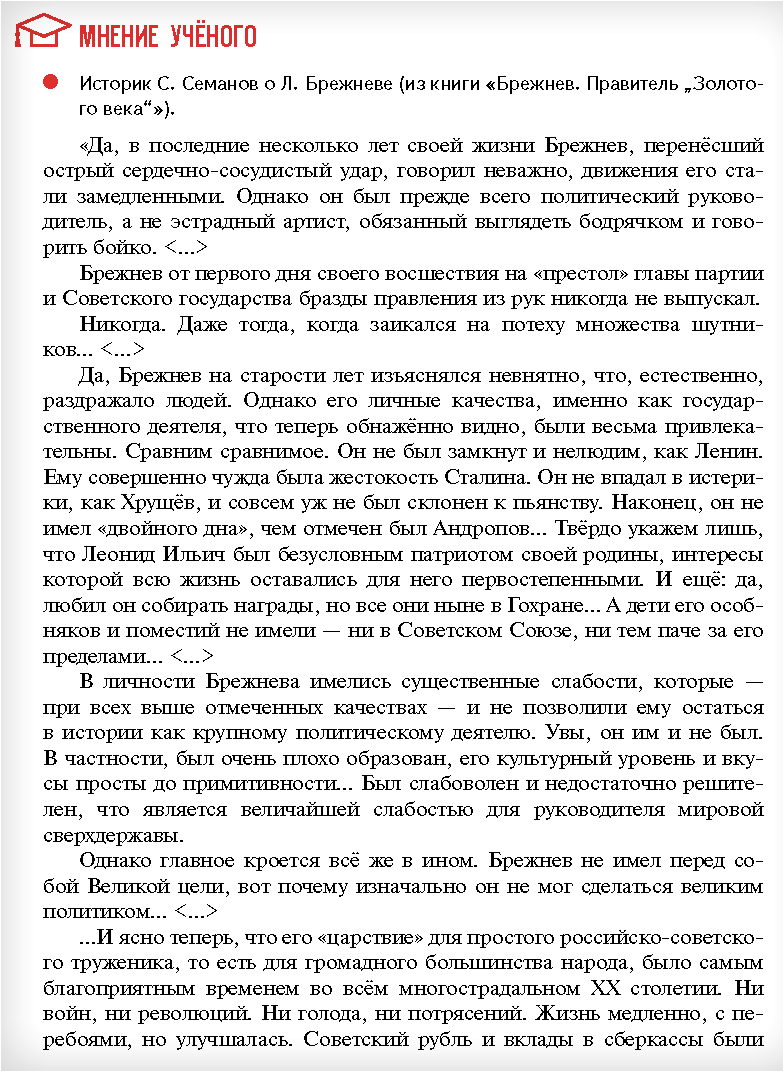 МНЕНИЕ УЧЁНОГО
Историк С. Семанов о Л. Брежневе (из книги «Брежнев. Правитель „Золото-
го века“»).
«Да, в последние несколько лет своей жизни Брежнев, перенёсший
острый сердечно-сосудистый удар, говорил неважно, движения его ста-
ли замедленными. Однако он был прежде всего политический руково-
дитель, а не эстрадный артист, обязанный выглядеть бодрячком и гово-
рить бойко. <...>
Брежнев от первого дня своего восшествия на «престол» главы партии
и Советского государства бразды правления из рук никогда не выпускал.
Никогда. Даже тогда, когда заикался на потеху множества шутни-
ков... <...>
Да, Брежнев на старости лет изъяснялся невнятно, что, естественно,
раздражало людей. Однако его личные качества, именно как государ-
ственного деятеля, что теперь обнажённо видно, были весьма привлека-
тельны. Сравним сравнимое. Он не был замкнут и нелюдим, как Ленин.
Ему совершенно чужда была жестокость Сталина. Он не впадал в истери-
ки, как Хрущёв, и совсем уж не был склонен к пьянству. Наконец, он не
имел «двойного дна», чем отмечен был Андропов... Твёрдо укажем лишь,
что Леонид Ильич был безусловным патриотом своей родины, интересы
которой всю жизнь оставались для него первостепенными. И ещё: да,
любил он собирать награды, но все они ныне в Гохране... А дети его особ-
няков и поместий не имели — ни в Советском Союзе, ни тем паче за его
пределами... <...>
В личности Брежнева имелись существенные слабости, которые —
при всех выше отмеченных качествах — и не позволили ему остаться
в истории как крупному политическому деятелю. Увы, он им и не был.
В частности, был очень плохо образован, его культурный уровень и вку-
сы просты до примитивности... Был слабоволен и недостаточно решите-
лен, что является величайшей слабостью для руководителя мировой
сверхдержавы.
Однако главное кроется всё же в ином. Брежнев не имел перед со-
бой Великой цели, вот почему изначально он не мог сделаться великим
политиком... <...>
...И ясно теперь, что его «царствие» для простого российско-советско-
го труженика, то есть для громадного большинства народа, было самым
благоприятным временем во всём многострадальном XX столетии. Ни
войн, ни революций. Ни голода, ни потрясений. Жизнь медленно, с пе-
ребоями, но улучшалась. Советский рубль и вклады в сберкассы были